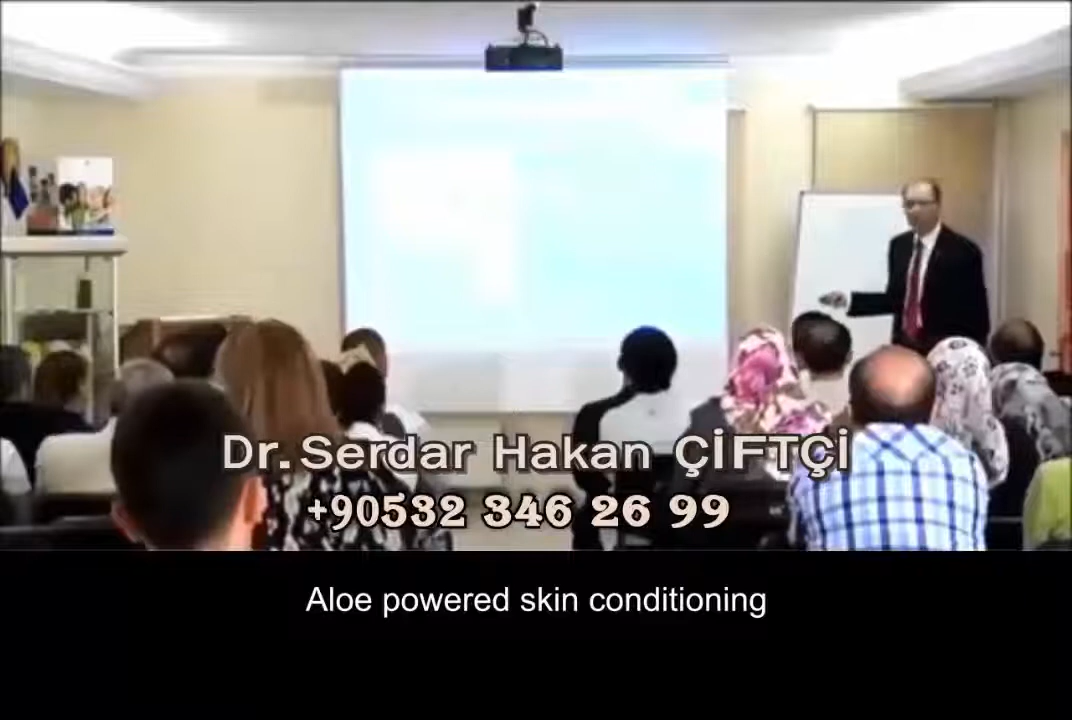 Dr. Serdar Hakan ÇİFTÇİ
+90532 346 26 99
Aloe powered skin conditioning